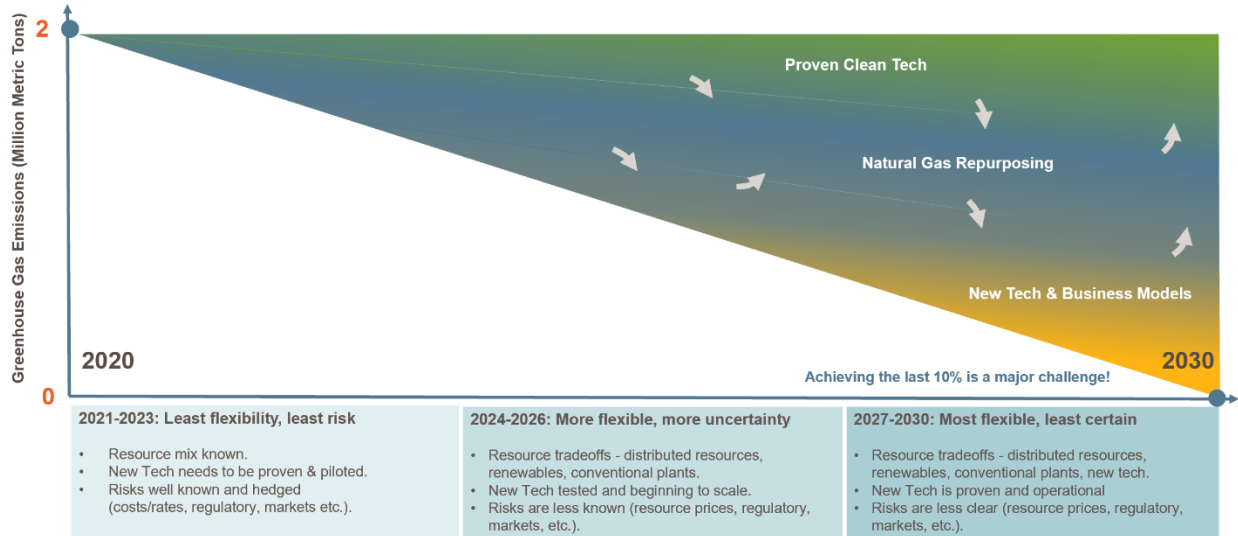 Greenhouse Gas Emissions (Million Metric Tons)
2
Proven Clean Tech
Natural Gas Repurposing
New Tech & Business Models
2020
2030
Achieving the last 10% is a major challenge!
0
2021-2023: Least flexibility, least risk
• Resource mix known.
• New Tech needs to be proven & piloted.
• Risks well known and hedged
(costs/rates, regulatory, markets etc.).
2024-2026: More flexible, more uncertainty
• Resource tradeoffs - distributed resources,
renewables, conventional plants.
• New Tech tested and beginning to scale.
• Risks are less known (resource prices, regulatory,
markets, etc.).
2027-2030: Most flexible, least certain
• Resource tradeoffs - distributed resources,
renewables, conventional plants, new tech.
• New Tech is proven and operational
• Risks are less clear (resource prices, regulatory,
markets, etc.).